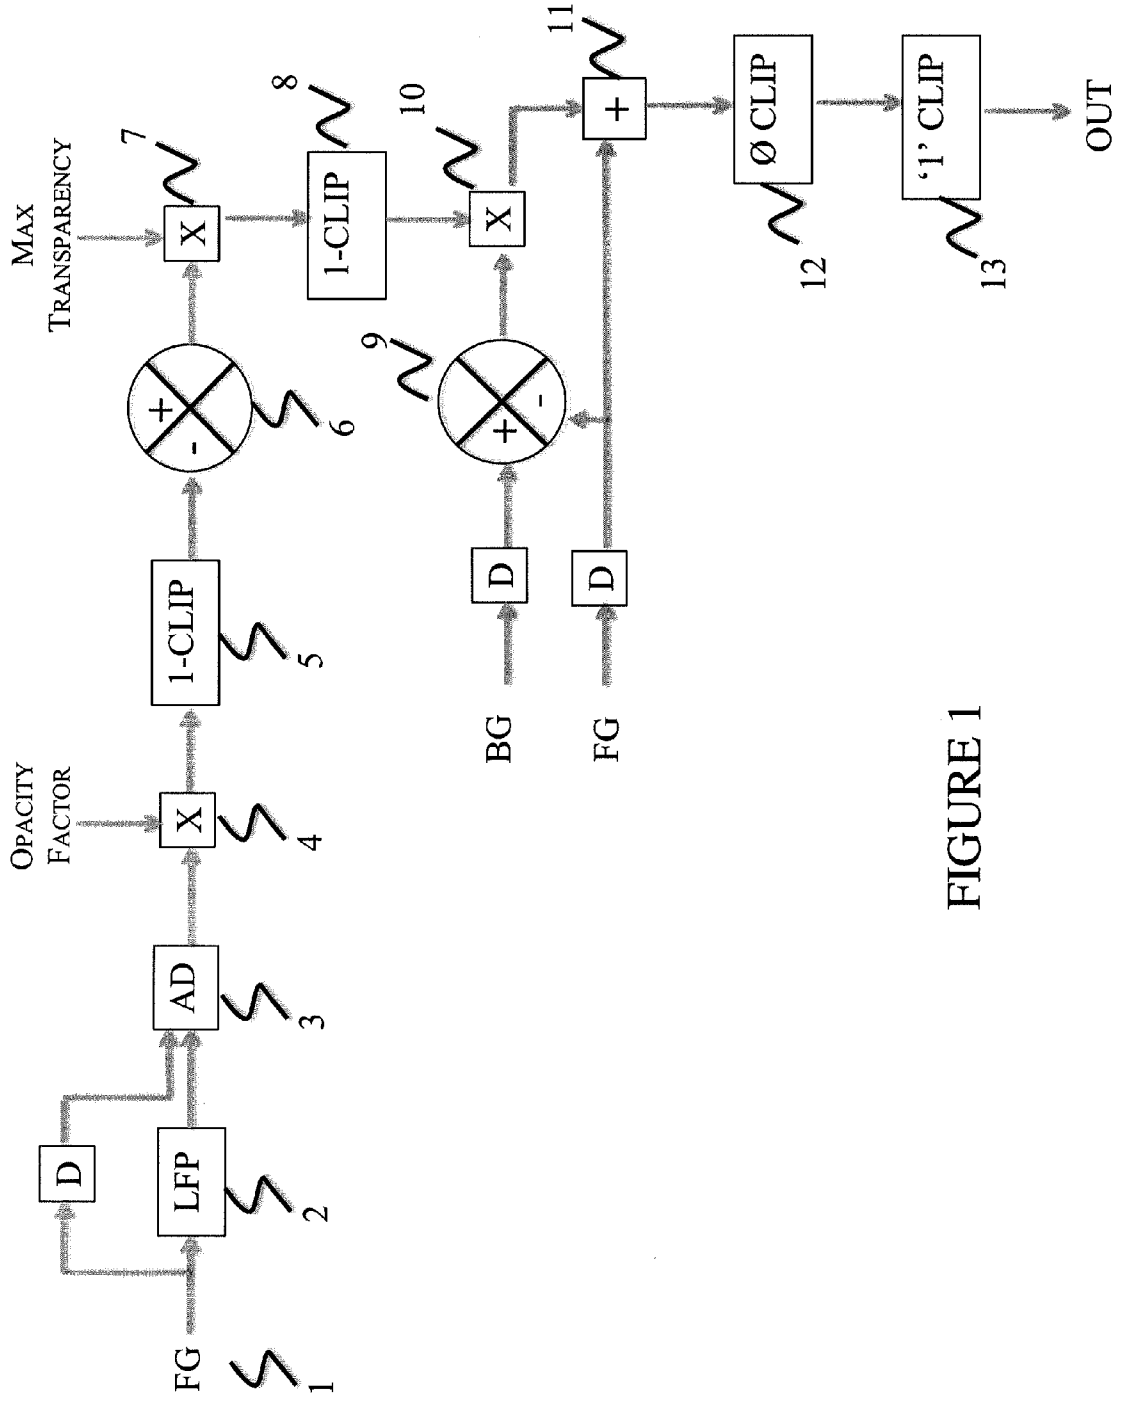 FG
1
D
LFP
2
AD
3
OPACITY
FACTOR
X
4
1-CLIP
5
+
-
6
MAX
TRANSPARENCY
X
7
1-CLIP
8
BG
D
FG
D
+
-
9
X
10
+
11
Ø CLIP
12
'1' CLIP
13
OUT
FIGURE 1